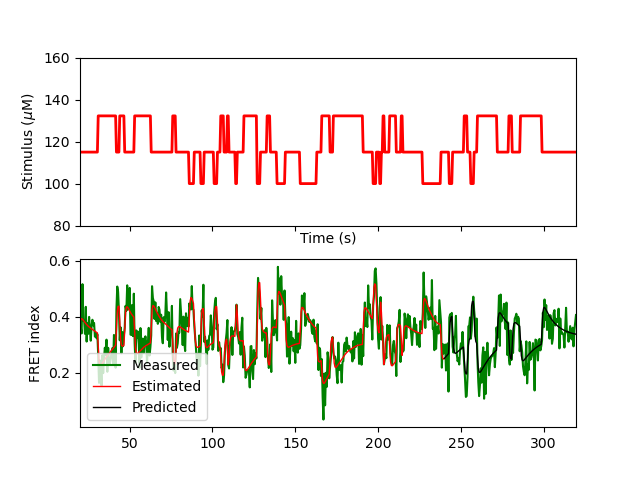 160
140
120
100
80
Stimulus (μM)
Time (s)
0.6
0.4
0.2
FRET index
Measured
Estimated
Predicted
50 100 150 200 250 300